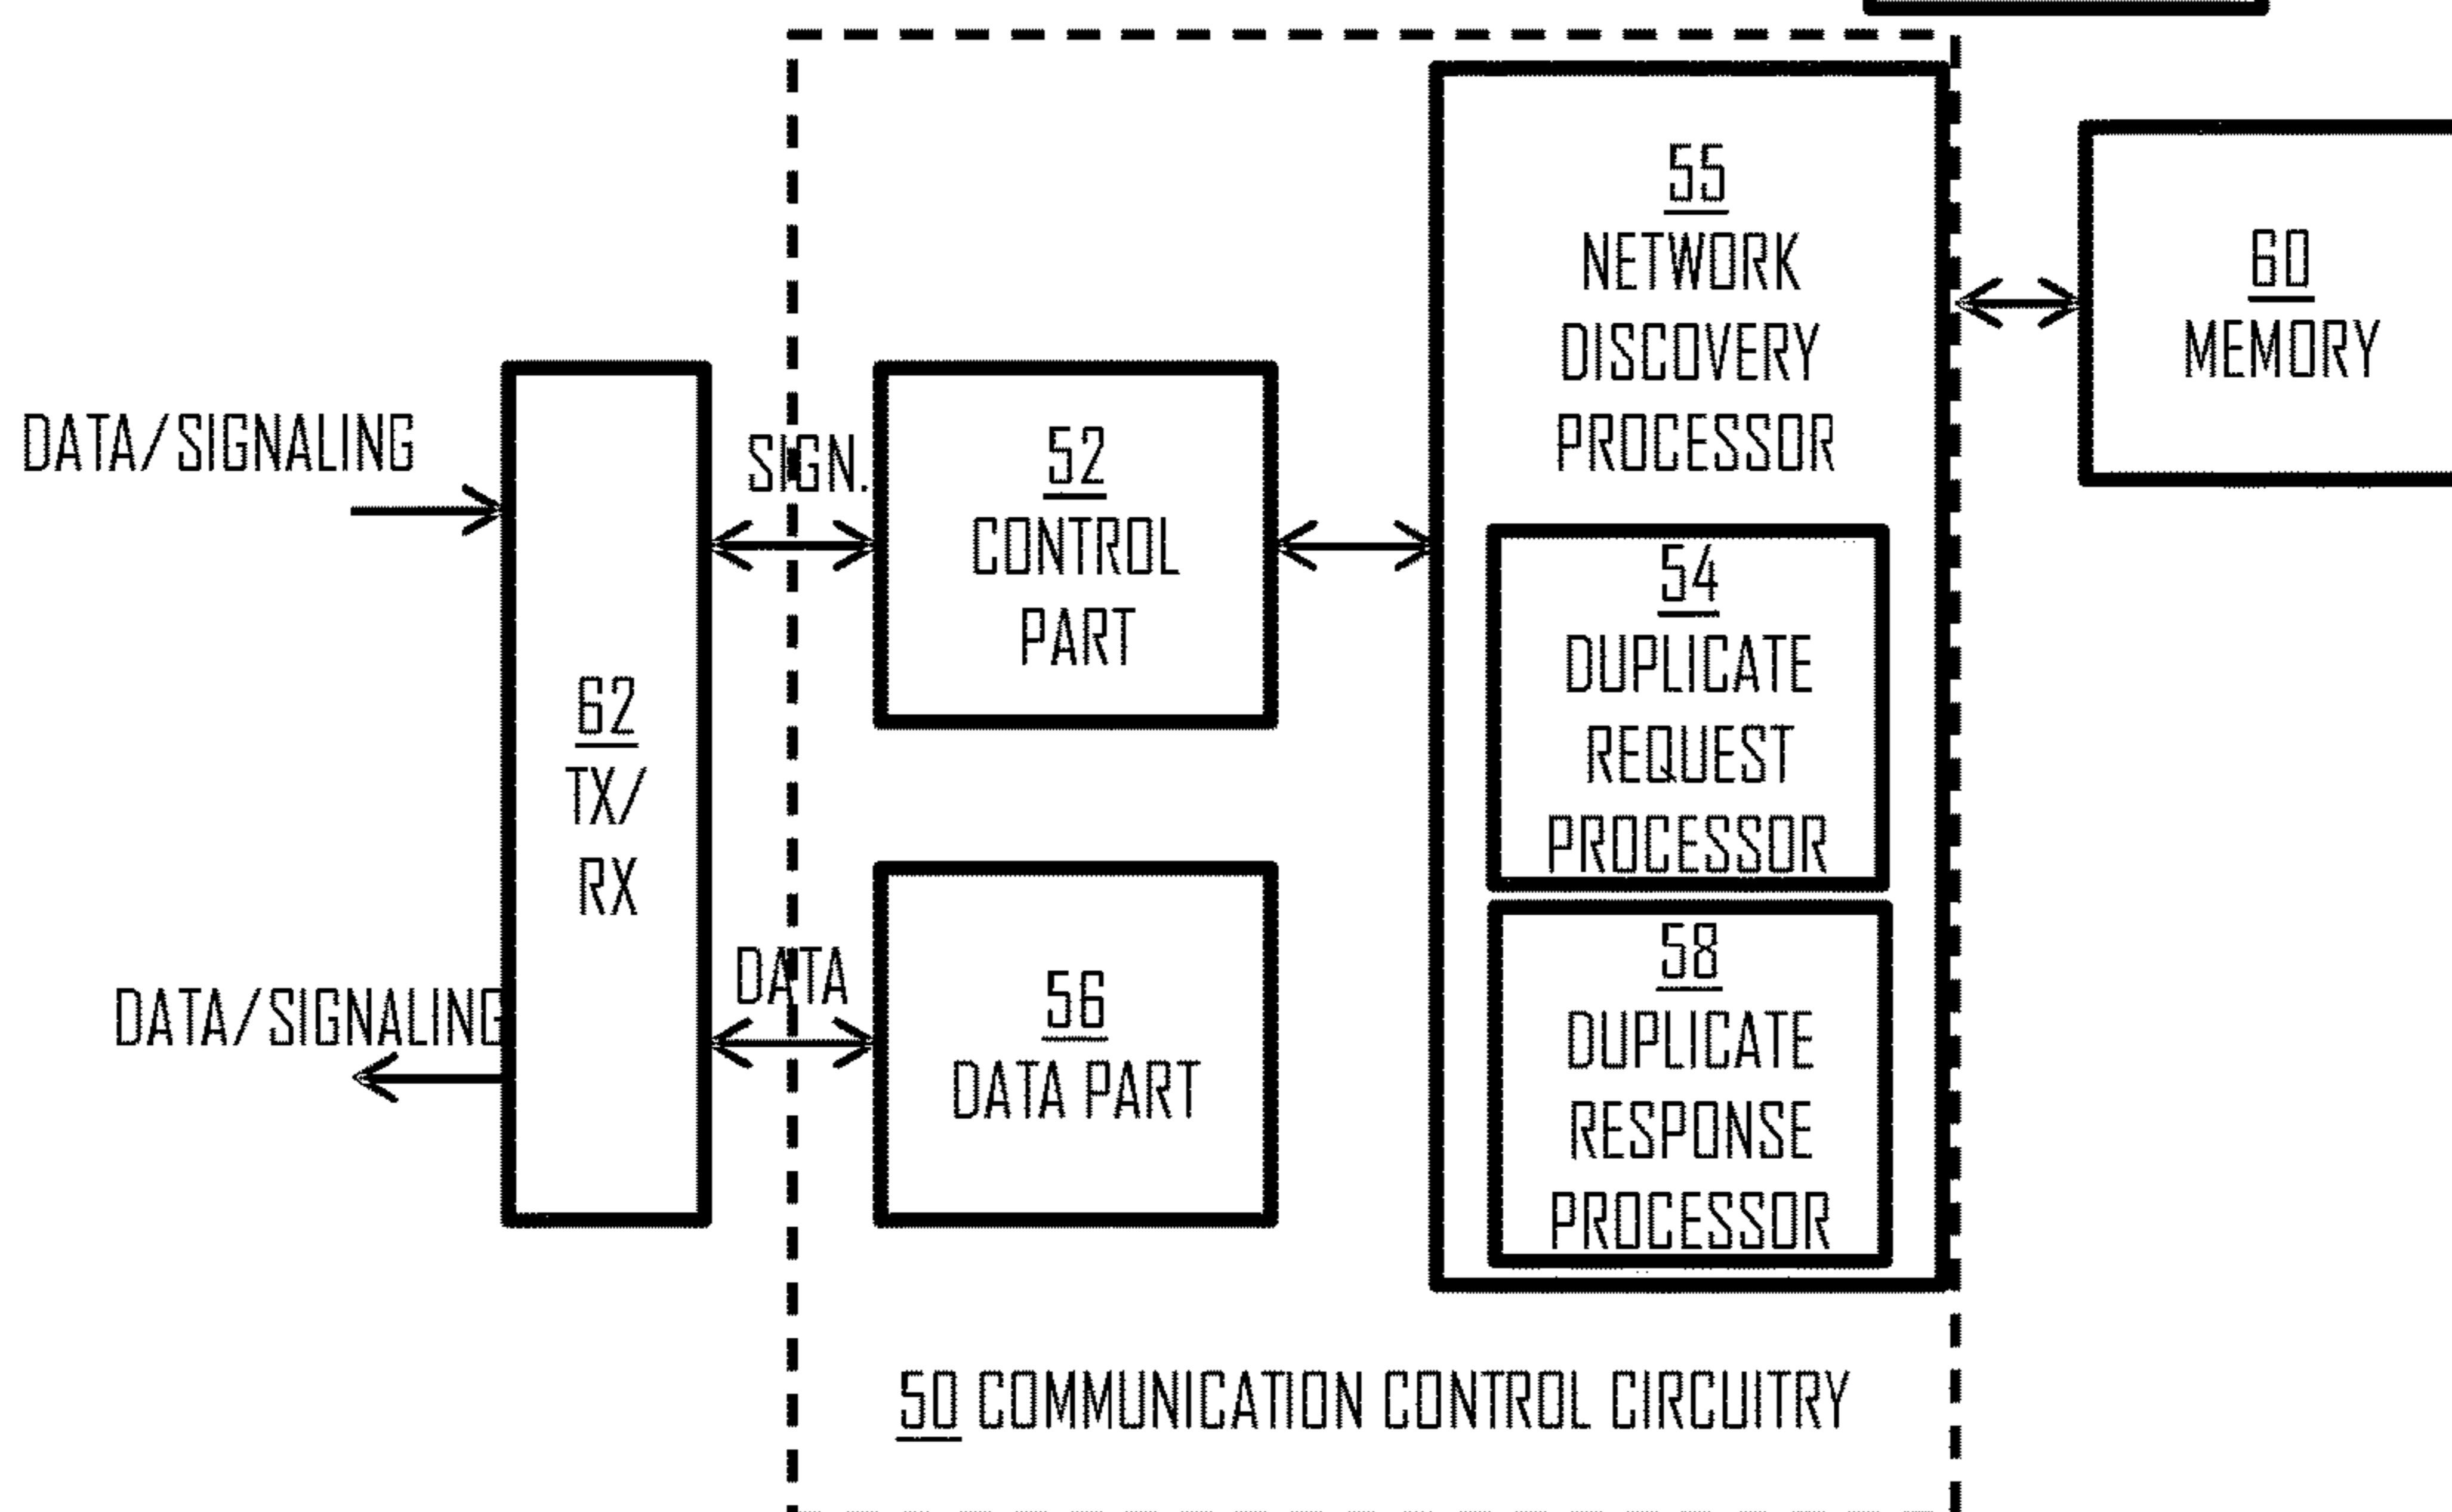 DATA/SIGNALING
DATA/SIGNALING
62
TX/
RX
SIGN.
DATA
52
CONTROL
PART
56
DATA PART
55
NETWORK
DISCOVERY
PROCESSOR
54
DUPLICATE
REQUEST
PROCESSOR
58
DUPLICATE
RESPONSE
PROCESSOR
60
MEMORY
50 COMMUNICATION CONTROL CIRCUITRY